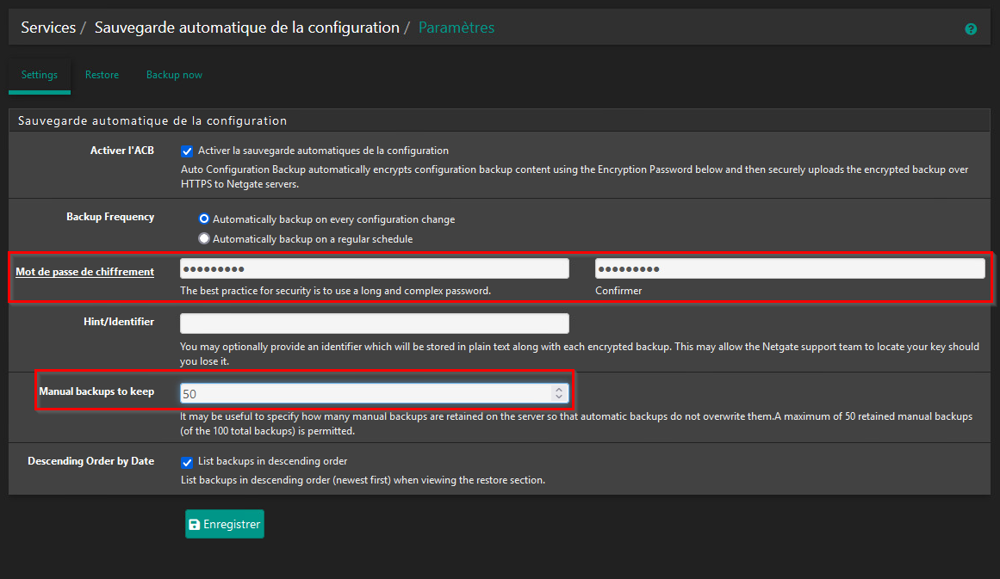 Services / Sauvegarde automatique de la configuration / Paramètres ?
Settings Restore Backup now
Sauvegarde automatique de la configuration
Activer l'ACB Activer la sauvegarde automatiques de la configuration
Auto Configuration Backup automatically encrypts configuration backup content using the Encryption Password below and then securely uploads the encrypted backup over
HTTPS to Netgate servers.
Backup Frequency Automatically backup on every configuration change
Automatically backup on a regular schedule
Mot de passe de chiffrement ●●●●●●●●● ●●●●●●●●●
The best practice for security is to use a long and complex password. Confirmer
Hint/Identifier
You may optionally provide an identifier which will be stored in plain text along with each encrypted backup. This may allow the Netgate support team to locate your key should
you lose it.
Manual backups to keep 50
It may be useful to specify how many manual backups are retained on the server so that automatic backups do not overwrite them.A maximum of 50 retained manual backups
(of the 100 total backups) is permitted.
Descending Order by Date List backups in descending order
List backups in descending order (newest first) when viewing the restore section.
Enregistrer